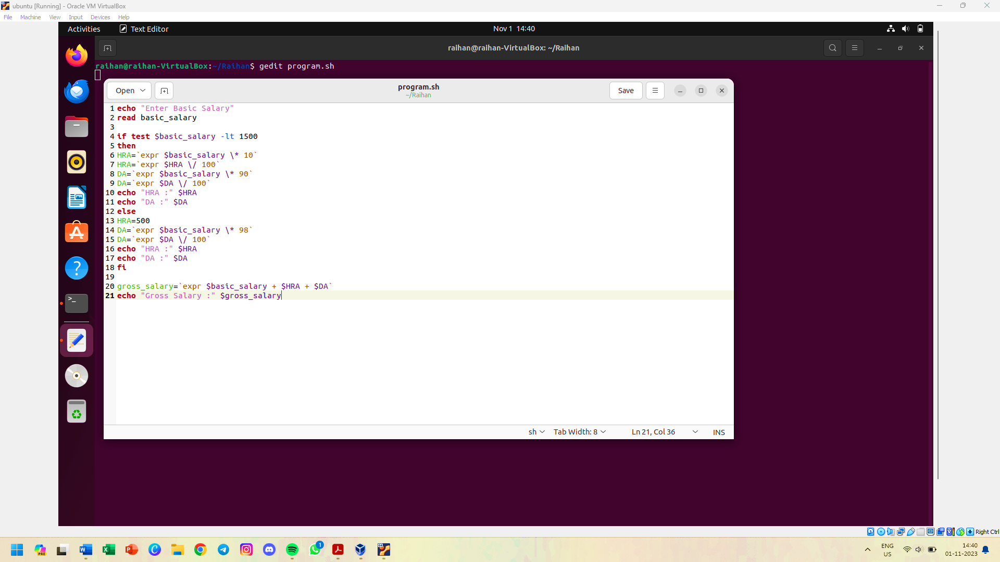 ubuntu [Running] - Oracle VM VirtualBox
File Machine View Input Devices Help
Activities Text Editor Nov 1 14:40
raihan@raihan-VirtualBox: ~/Raihan
raihan@raihan-VirtualBox:~/Raihan$ gedit program.sh
Open program.sh Save
~/Raihan
1 echo "Enter Basic Salary"
2 read basic_salary
3
4 if test $basic_salary -lt 1500
5 then
6 HRA=`expr $basic_salary \* 10`
7 HRA=`expr $HRA \/ 100`
8 DA=`expr $basic_salary \* 90`
9 DA=`expr $DA \/ 100`
10 echo "HRA :" $HRA
11 echo "DA :" $DA
12 else
13 HRA=500
14 DA=`expr $basic_salary \* 98`
15 DA=`expr $DA \/ 100`
16 echo "HRA :" $HRA
17 echo "DA :" $DA
18 fi
19
20 gross_salary=`expr $basic_salary + $HRA + $DA`
21 echo "Gross Salary :" $gross_salary
sh Tab Width: 8 Ln 21, Col 36 INS
Right Ctrl
PRE
1
ENG
US
14:40
01-11-2023